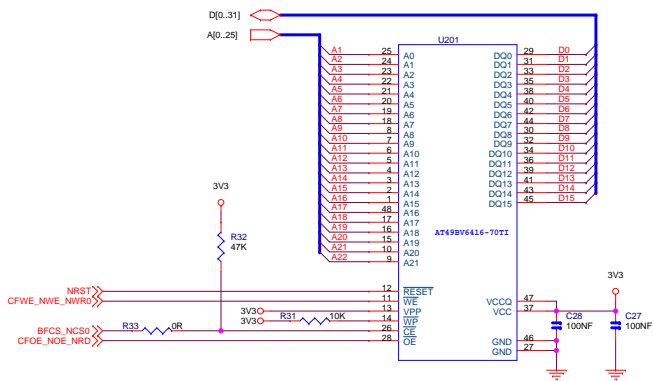 D[0..31]
A[0..25]
U201
A1 25 A0 DQ0 29 D0
A2 24 A1 DQ1 31 D1
A3 23 A2 DQ2 33 D2
A4 22 A3 DQ3 35 D3
A5 21 A4 DQ4 38 D4
A6 20 A5 DQ5 40 D5
A7 19 A6 DQ6 42 D6
A8 18 A7 DQ7 44 D7
A9 8 A8 DQ8 30 D8
A10 7 A9 DQ9 32 D9
A11 6 A10 DQ10 34 D10
A12 5 A11 DQ11 36 D11
A13 4 A12 DQ12 39 D12
A14 3 A13 DQ13 41 D13
A15 2 A14 DQ14 43 D14
A16 1 A15 DQ15 45 D15
A17 48 A16
A18 17 A17
A19 16 A18
A20 15 A19
A21 10 A20
A22 9 A21
AT49BV6416-70TI
3V3
R32
47K
3V3
NRST 12 RESET
CFWE_NWE_NWR0 11 WE VCCQ 47
3V3 13 VPP VCC 37
3V3 R31 10K 14 WP
C28 C27
100NF 100NF
BFCS_NCS0 R33 0R 26 CE
CFOE_NOE_NRD 28 OE GND 46
GND 27